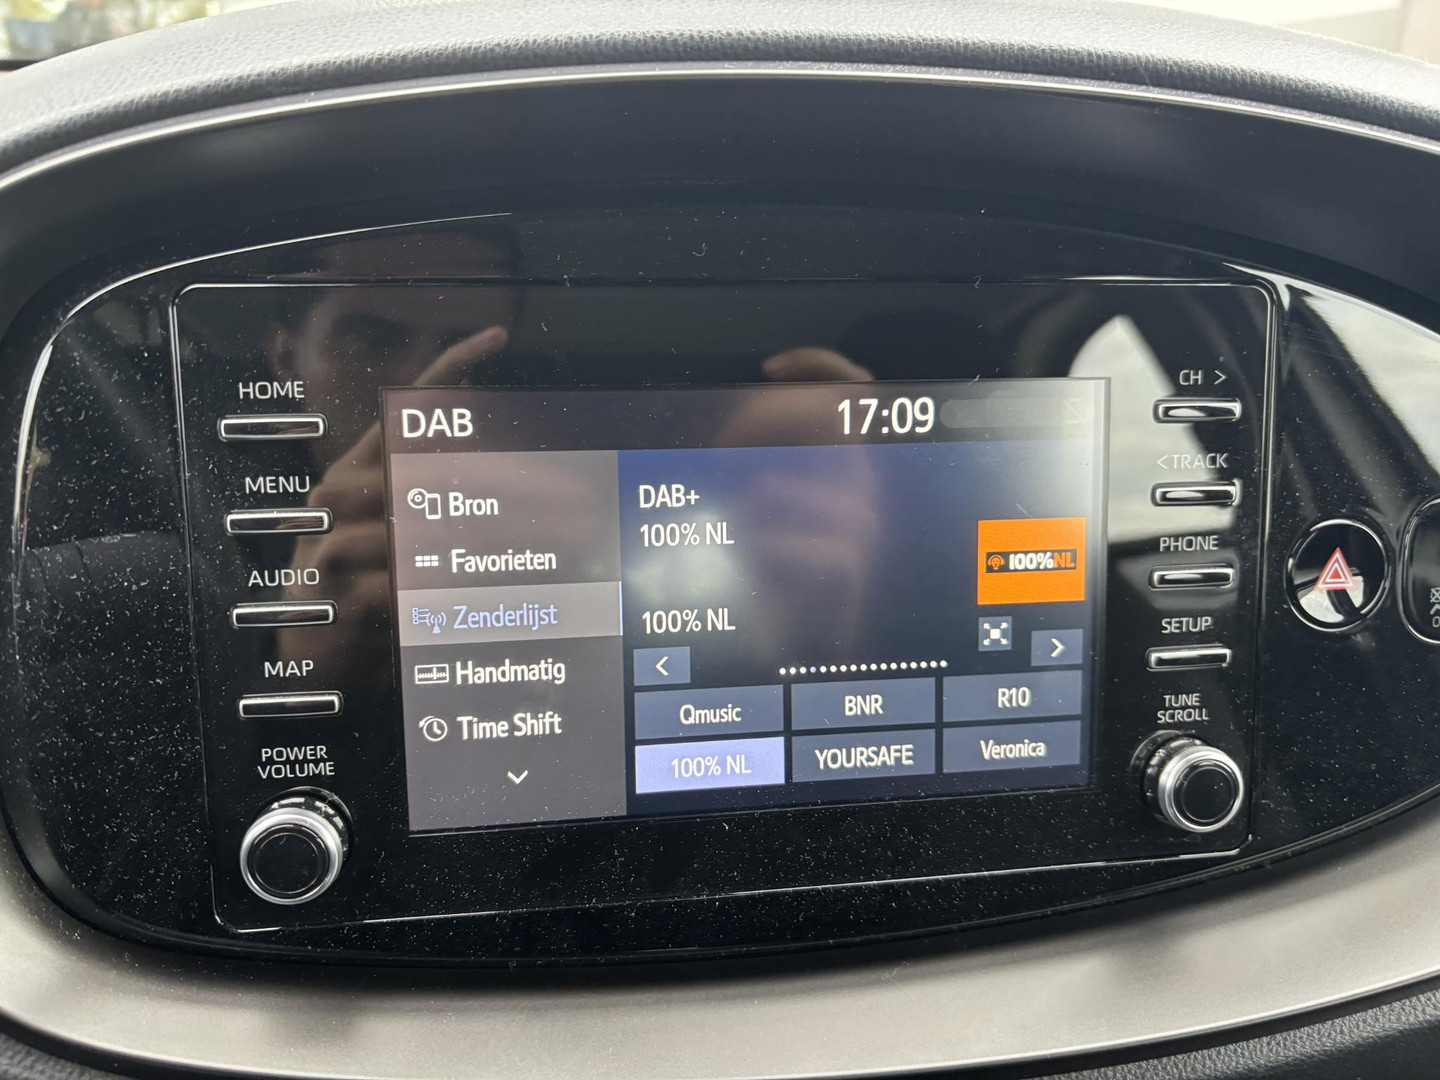 HOME
MENU
AUDIO
MAP
POWER
VOLUME
DAB
17:09
Bron
Favorieten
Zenderlijst
Handmatig
Time Shift
DAB+
100% NL
100%NL
100% NL
<
>
Qmusic
BNR
R10
100% NL
YOURSAFE
Veronica
CH >
< TRACK
PHONE
SETUP
TUNE
SCROLL